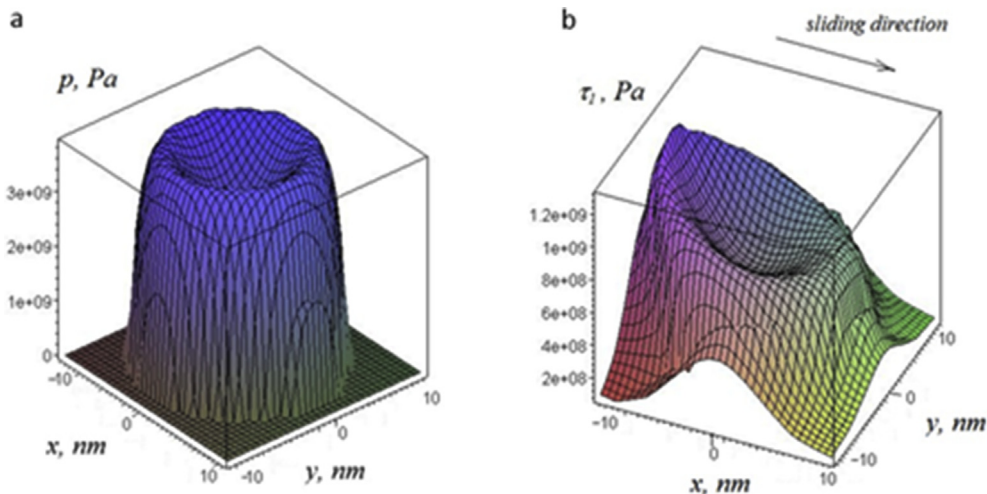 a
p, Pa
3e+09
2e+09
1e+09
0
-10
0
10
x, nm
-10
0
10
y, nm
b
sliding direction
τ₁, Pa
1.2e+09
1e+09
8e+08
6e+08
4e+08
2e+08
-10
0
10
x, nm
-10
0
10
y, nm